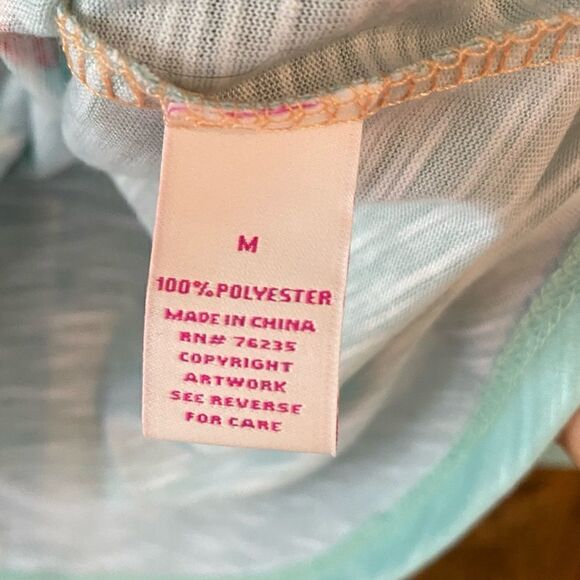 M
100% POLYESTER
MADE IN CHINA
RN# 76235
COPYRIGHT
ARTWORK
SEE REVERSE
FOR CARE